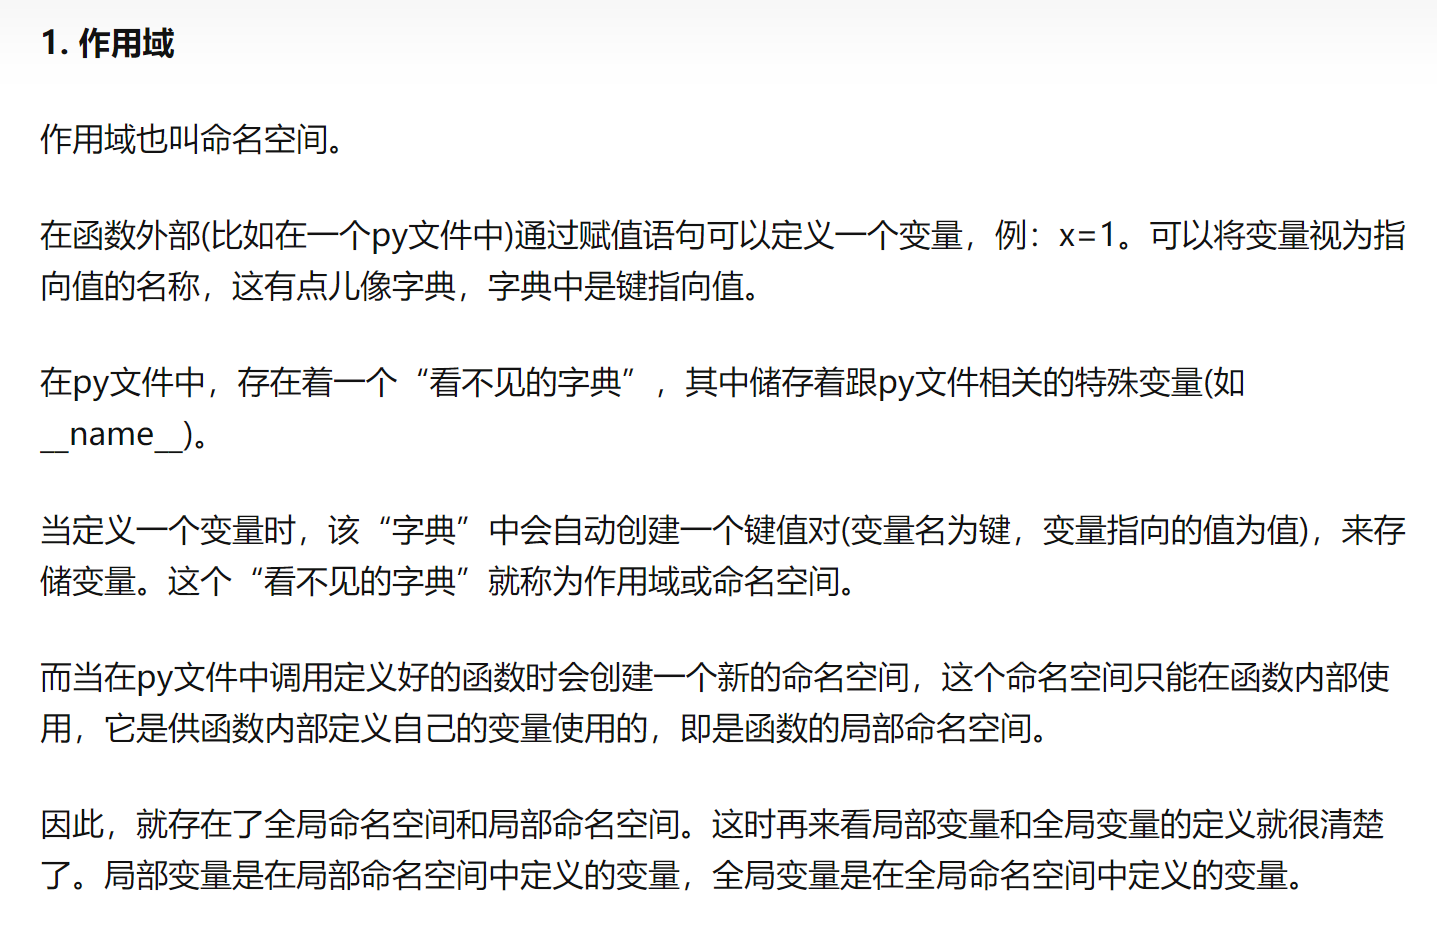 1. 作用域
作用域也叫命名空间。
在函数外部(比如在一个py文件中)通过赋值语句可以定义一个变量，例：x=1。可以将变量视为指
向值的名称，这有点儿像字典，字典中是键指向值。
在py文件中，存在着一个“看不见的字典”，其中储存着跟py文件相关的特殊变量(如
__name__)。
当定义一个变量时，该“字典”中会自动创建一个键值对(变量名为键，变量指向的值为值)，来存
储变量。这个“看不见的字典”就称为作用域或命名空间。
而当在py文件中调用定义好的函数时会创建一个新的命名空间，这个命名空间只能在函数内部使
用，它是供函数内部定义自己的变量使用的，即是函数的局部命名空间。
因此，就存在了全局命名空间和局部命名空间。这时再来看局部变量和全局变量的定义就很清楚
了。局部变量是在局部命名空间中定义的变量，全局变量是在全局命名空间中定义的变量。